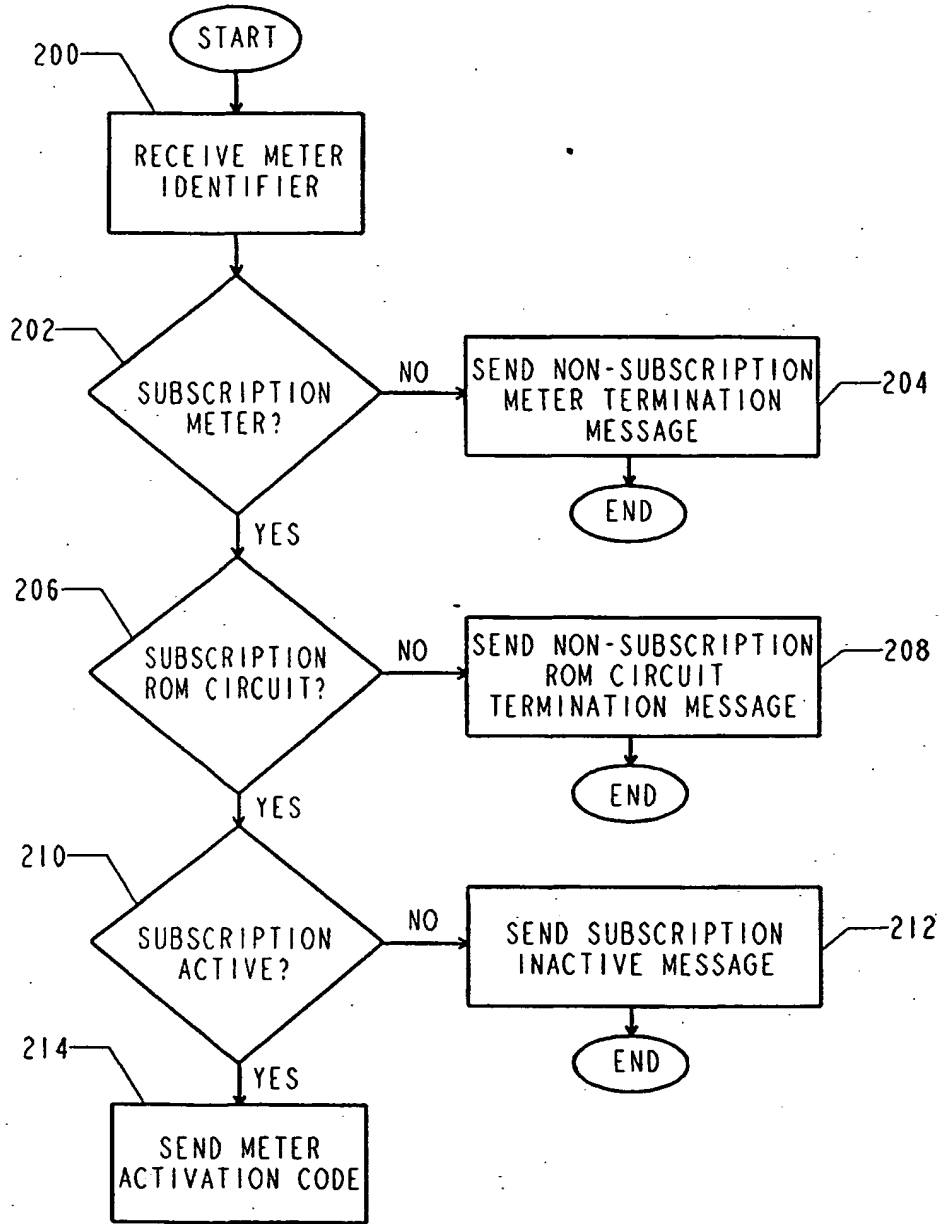 START
200
RECEIVE METER
IDENTIFIER
202
SUBSCRIPTION
METER?
NO
SEND NON-SUBSCRIPTION
METER TERMINATION
MESSAGE
204
END
YES
206
SUBSCRIPTION
ROM CIRCUIT?
NO
SEND NON-SUBSCRIPTION
ROM CIRCUIT
TERMINATION MESSAGE
208
END
YES
210
SUBSCRIPTION
ACTIVE?
NO
SEND SUBSCRIPTION
INACTIVE MESSAGE
212
END
YES
214
SEND METER
ACTIVATION CODE